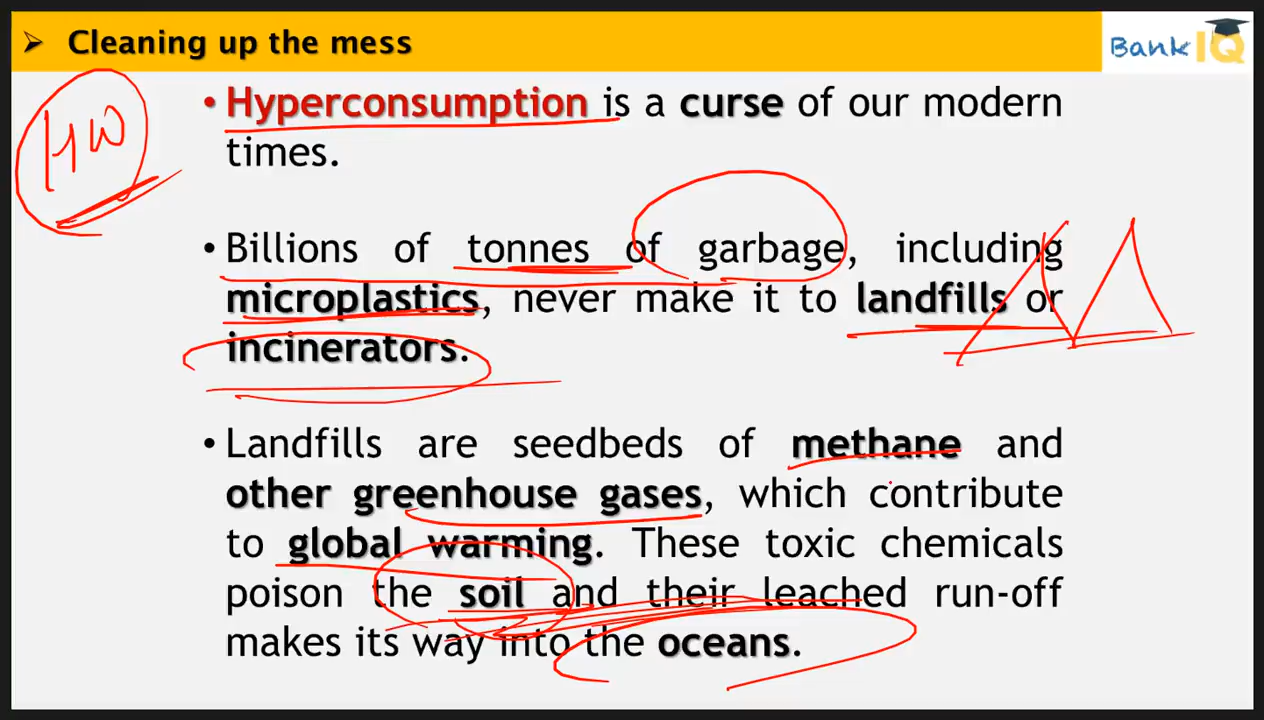 ➢ Cleaning up the mess
Bank IQ
HW
• Hyperconsumption is a curse of our modern
times.
• Billions of tonnes of garbage, including
microplastics, never make it to landfills or
incinerators.
• Landfills are seedbeds of methane and
other greenhouse gases, which contribute
to global warming. These toxic chemicals
poison the soil and their leached run-off
makes its way into the oceans.